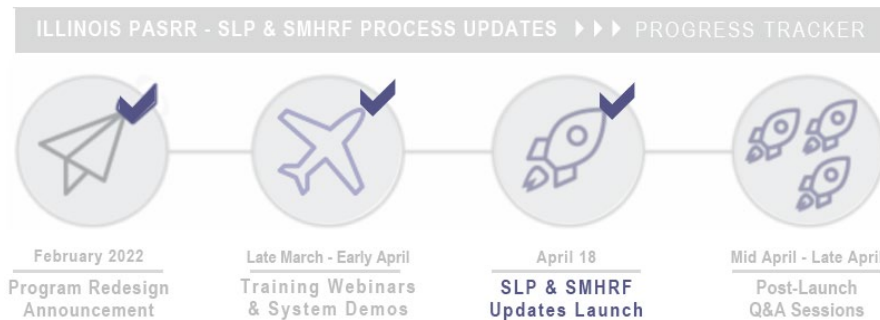 ILLINOIS PASRR - SLP & SMHRF PROCESS UPDATES PROGRESS TRACKER
February 2022
Program Redesign
Announcement
Late March - Early April
Training Webinars
& System Demos
April 18
SLP & SMHRF
Updates Launch
Mid April - Late April
Post-Launch
Q&A Sessions